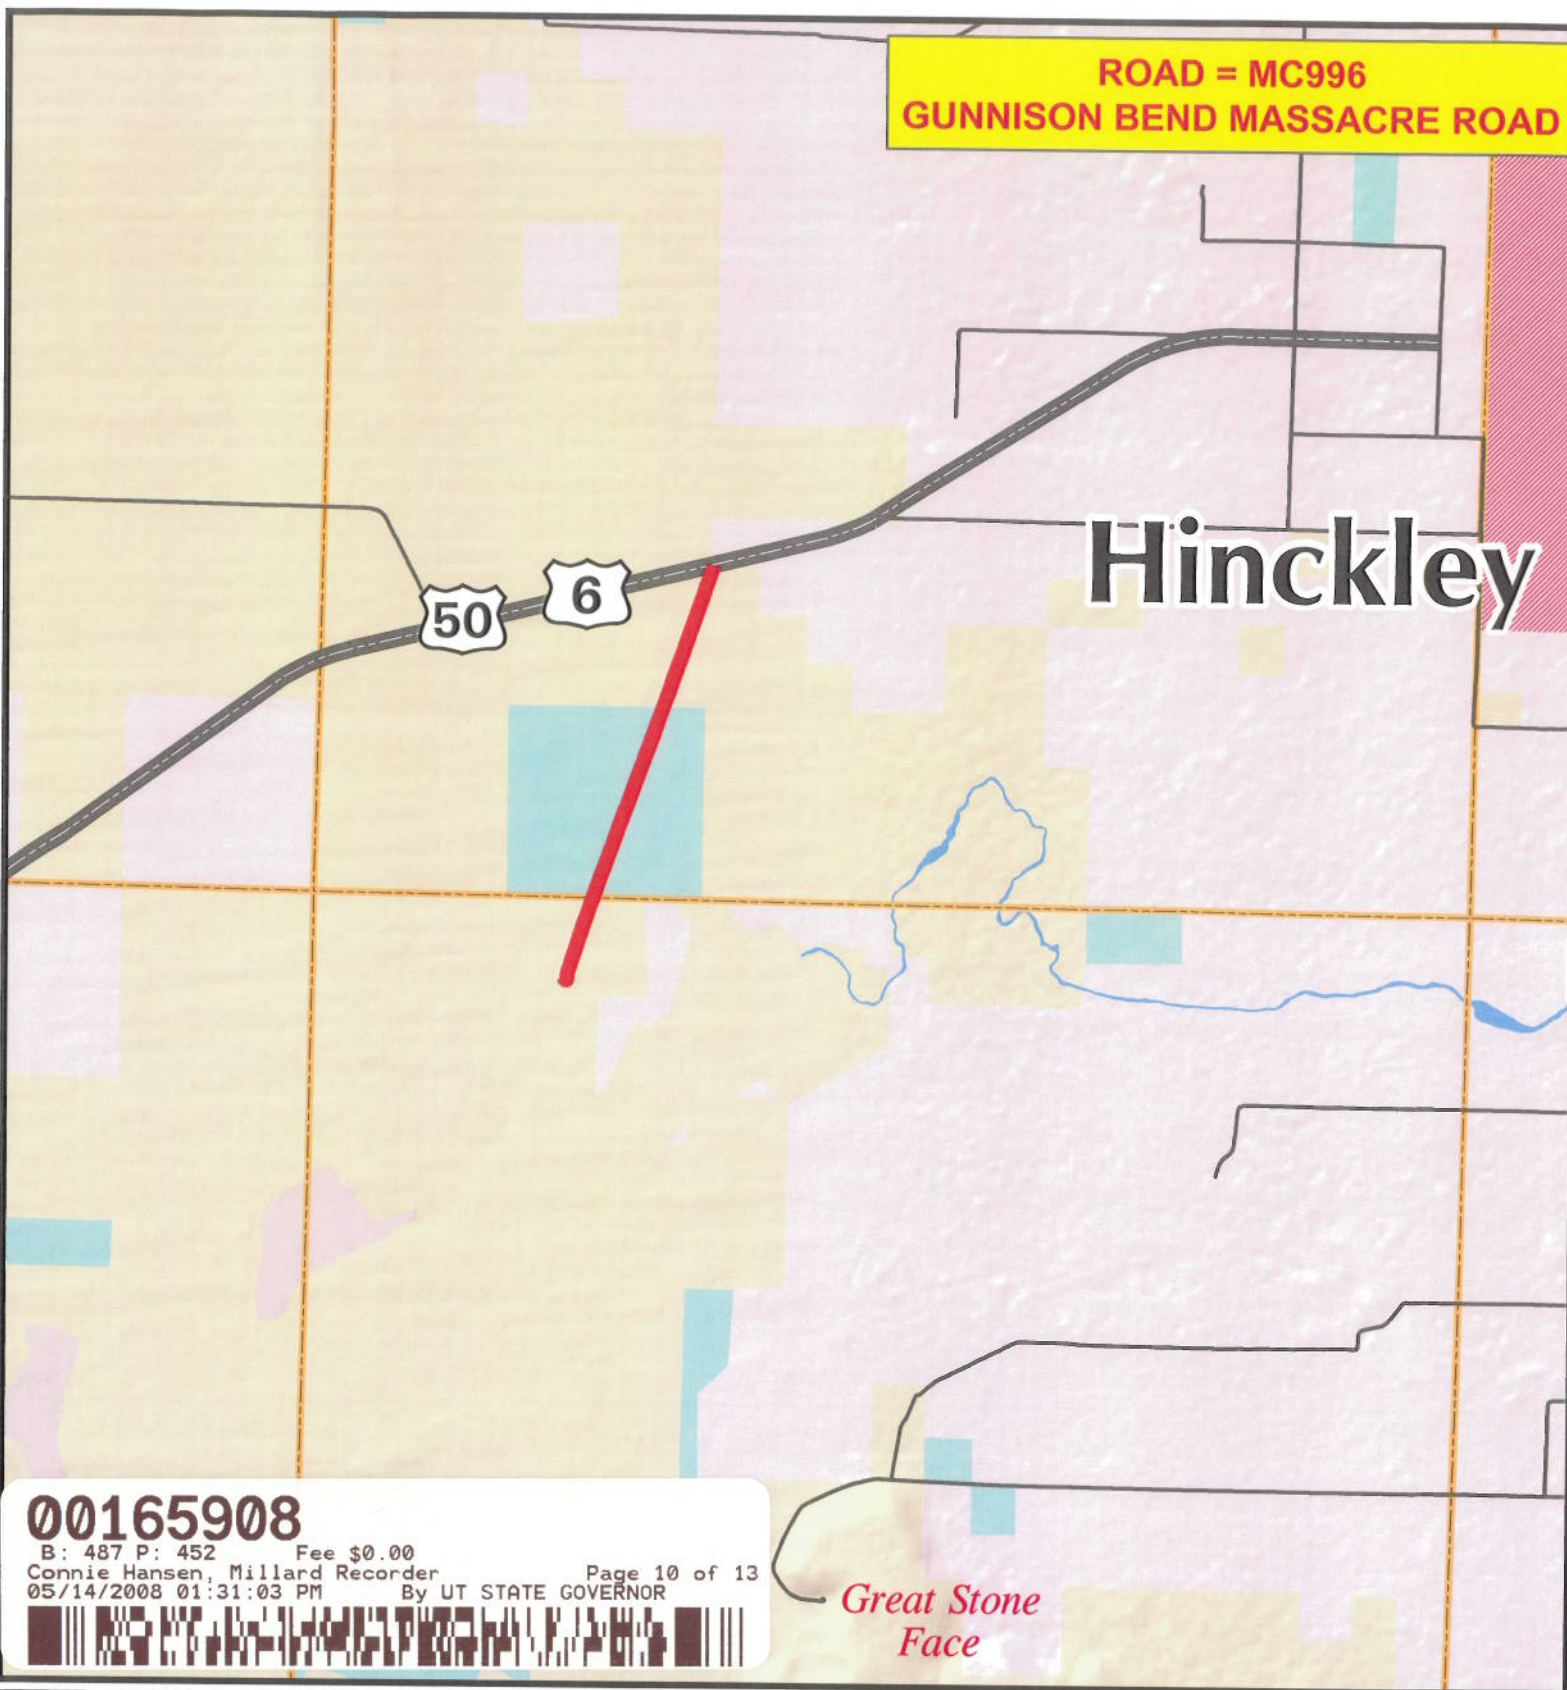 ROAD = MC996
GUNNISON BEND MASSACRE ROAD
Hinckley
6
50
00165908
B: 487 P: 452 Fee $0.00
Connie Hansen, Millard Recorder Page 10 of 13
05/14/2008 01:31:03 PM By UT STATE GOVERNOR
Great Stone
Face